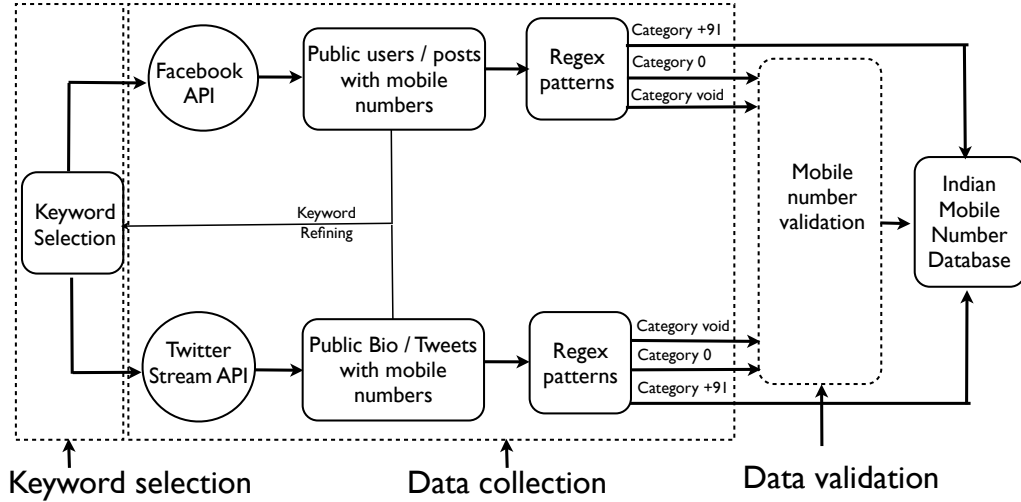 Category +91
Facebook
API
Public users / posts
with mobile
numbers
Regex
patterns
Category 0
Category void
Keyword
Selection
Keyword
Refining
Mobile
number
validation
Indian
Mobile
Number
Database
Twitter
Stream API
Public Bio / Tweets
with mobile
numbers
Regex
patterns
Category void
Category 0
Category +91
Keyword selection
Data collection
Data validation